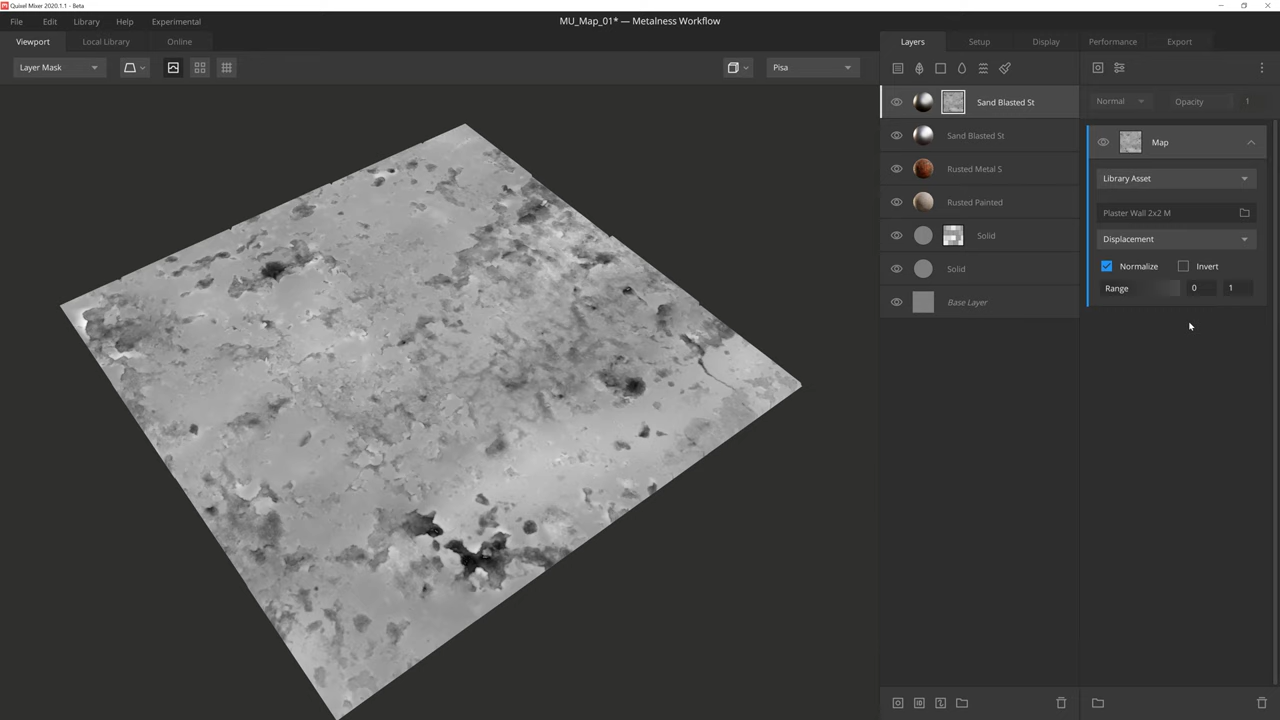 Quixel Mixer 2020.1.1 - Beta
File Edit Library Help Experimental
MU_Map_01* — Metalness Workflow
Viewport Local Library Online
Layers Setup Display Performance Export
Layer Mask
Pisa
Normal Opacity 1
Sand Blasted St
Sand Blasted St
Rusted Metal S
Rusted Painted
Solid
Solid
Base Layer
Map
Library Asset
Plaster Wall 2x2 M
Displacement
Normalize Invert
Range 0 1